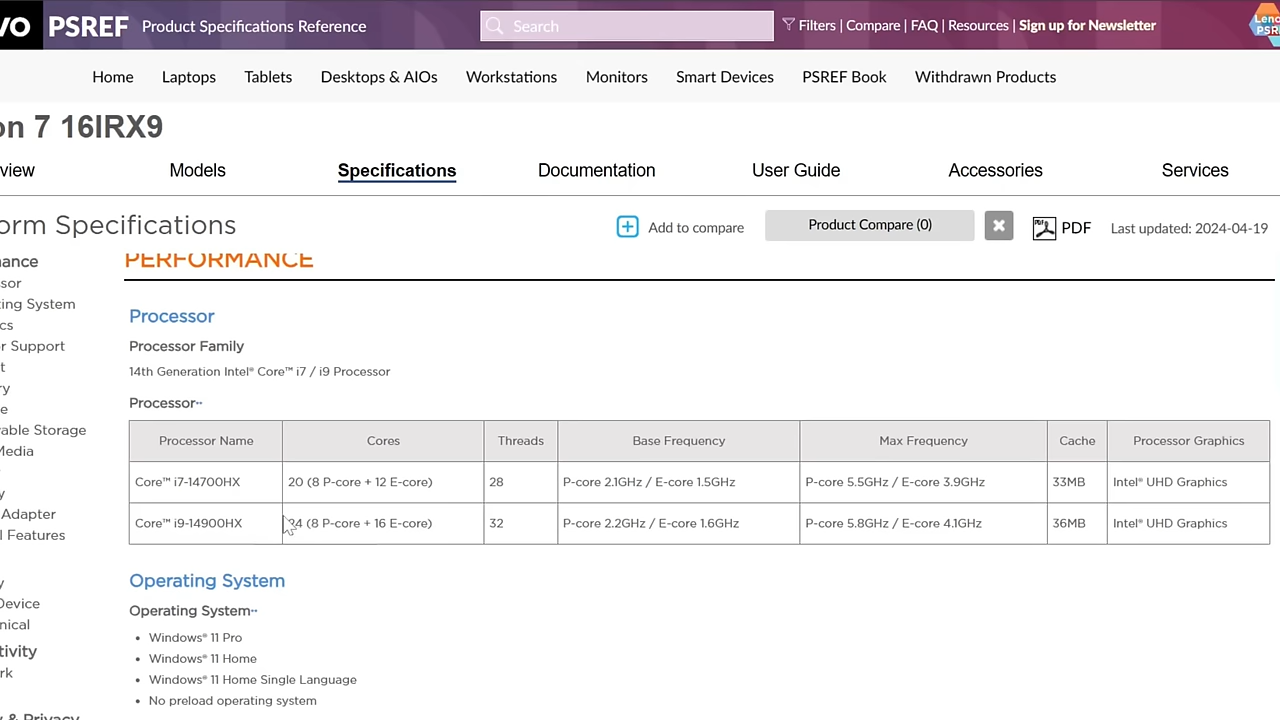 VO PSREF Product Specifications Reference Search Filters | Compare | FAQ | Resources | Sign up for Newsletter
Leno
PSR
Home Laptops Tablets Desktops & AIOs Workstations Monitors Smart Devices PSREF Book Withdrawn Products
on 7 16IRX9
view Models Specifications Documentation User Guide Accessories Services
orm Specifications Add to compare Product Compare (0) PDF Last updated: 2024-04-19
mance
ssor
ting System
cs
r Support
t
ry
e
able Storage
Media
y
Adapter
l Features
y
Device
nical
tivity
rk
y & Privacy
PERFORMANCE
Processor
Processor Family
14th Generation Intel® Core™ i7 / i9 Processor
Processor**
Processor Name Cores Threads Base Frequency Max Frequency Cache Processor Graphics
Core™ i7-14700HX 20 (8 P-core + 12 E-core) 28 P-core 2.1GHz / E-core 1.5GHz P-core 5.5GHz / E-core 3.9GHz 33MB Intel® UHD Graphics
Core™ i9-14900HX 24 (8 P-core + 16 E-core) 32 P-core 2.2GHz / E-core 1.6GHz P-core 5.8GHz / E-core 4.1GHz 36MB Intel® UHD Graphics
Operating System
Operating System**
• Windows® 11 Pro
• Windows® 11 Home
• Windows® 11 Home Single Language
• No preload operating system